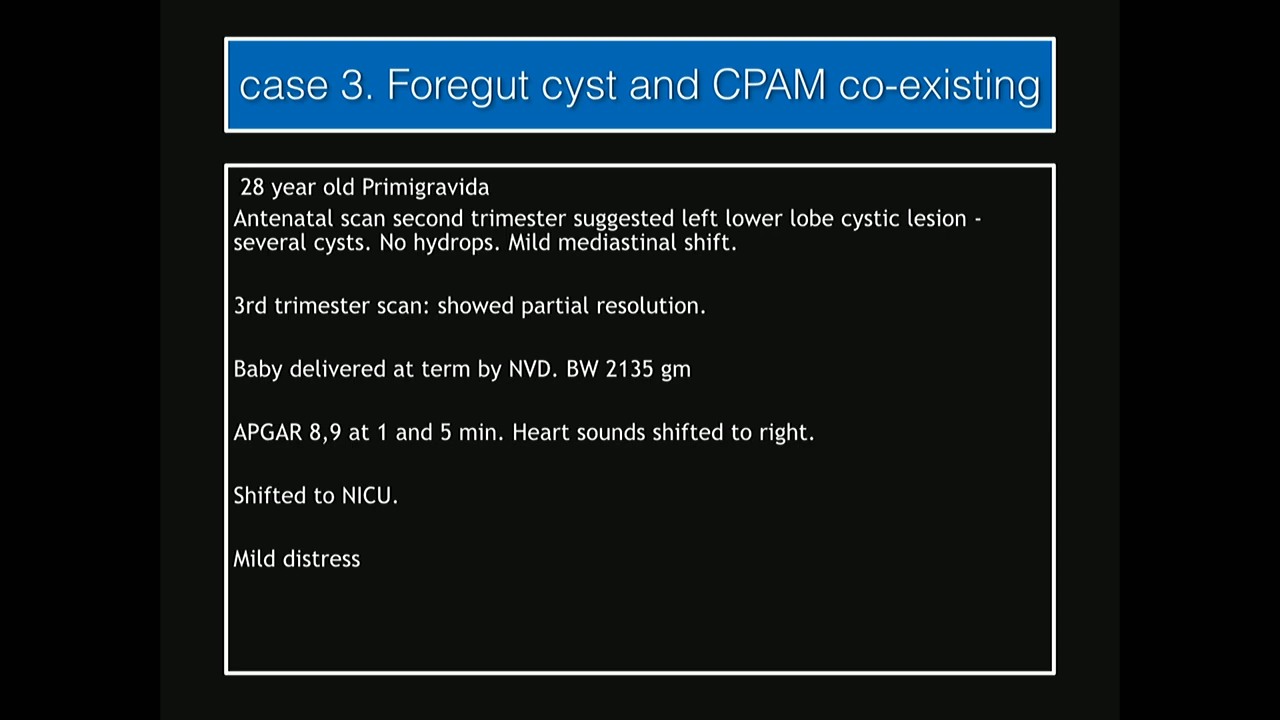 case 3. Foregut cyst and CPAM co-existing
28 year old Primigravida
Antenatal scan second trimester suggested left lower lobe cystic lesion -
several cysts. No hydrops. Mild mediastinal shift.
3rd trimester scan: showed partial resolution.
Baby delivered at term by NVD. BW 2135 gm
APGAR 8,9 at 1 and 5 min. Heart sounds shifted to right.
Shifted to NICU.
Mild distress